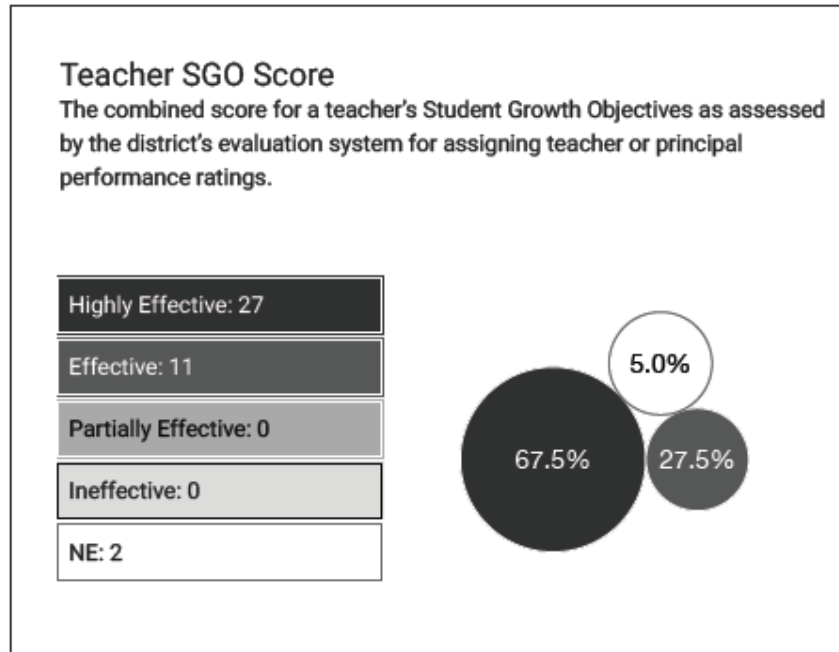 Teacher SGO Score
The combined score for a teacher's Student Growth Objectives as assessed
by the district's evaluation system for assigning teacher or principal
performance ratings.
Highly Effective: 27
Effective: 11
Partially Effective: 0
Ineffective: 0
NE: 2
5.0%
67.5%
27.5%